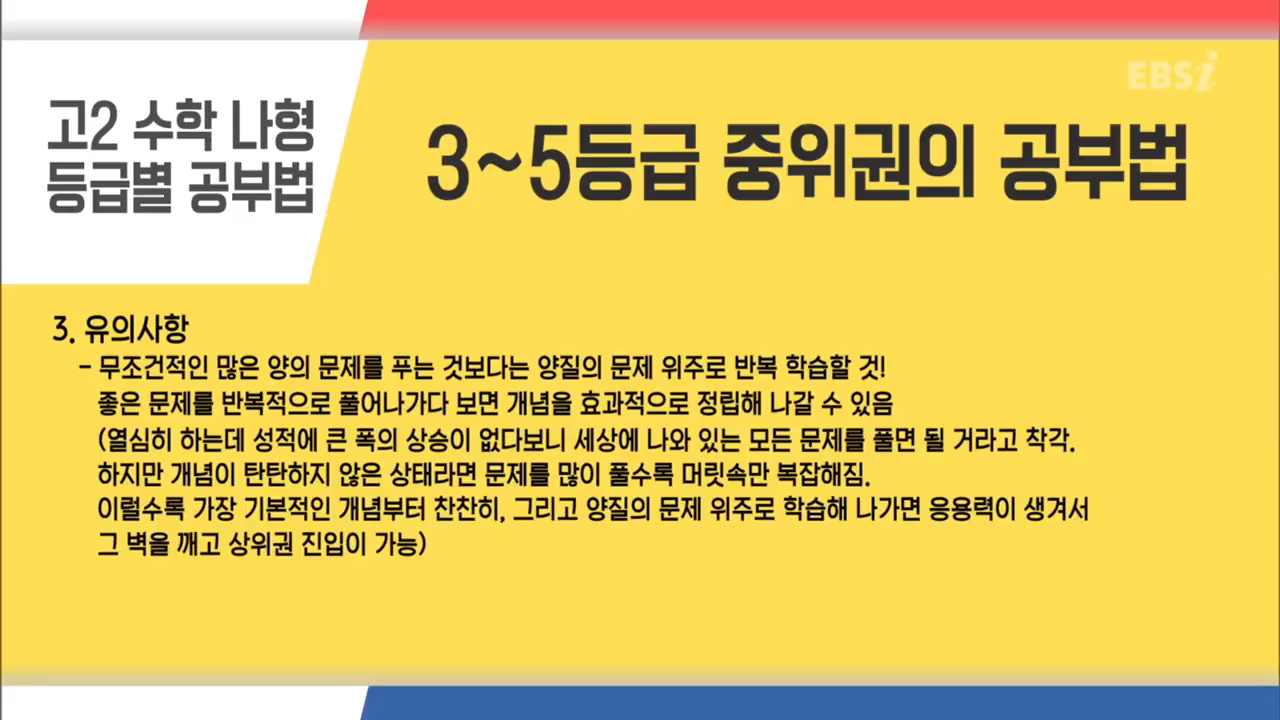 고2 수학 나형
등급별 공부법
EBSi
3~5등급 중위권의 공부법
3. 유의사항
- 무조건적인 많은 양의 문제를 푸는 것보다는 양질의 문제 위주로 반복 학습할 것!
좋은 문제를 반복적으로 풀어나가다 보면 개념을 효과적으로 정립해 나갈 수 있음
(열심히 하는데 성적에 큰 폭의 상승이 없다보니 세상에 나와 있는 모든 문제를 풀면 될 거라고 착각.
하지만 개념이 탄탄하지 않은 상태라면 문제를 많이 풀수록 머릿속만 복잡해짐.
이럴수록 가장 기본적인 개념부터 찬찬히, 그리고 양질의 문제 위주로 학습해 나가면 응용력이 생겨서
그 벽을 깨고 상위권 진입이 가능)